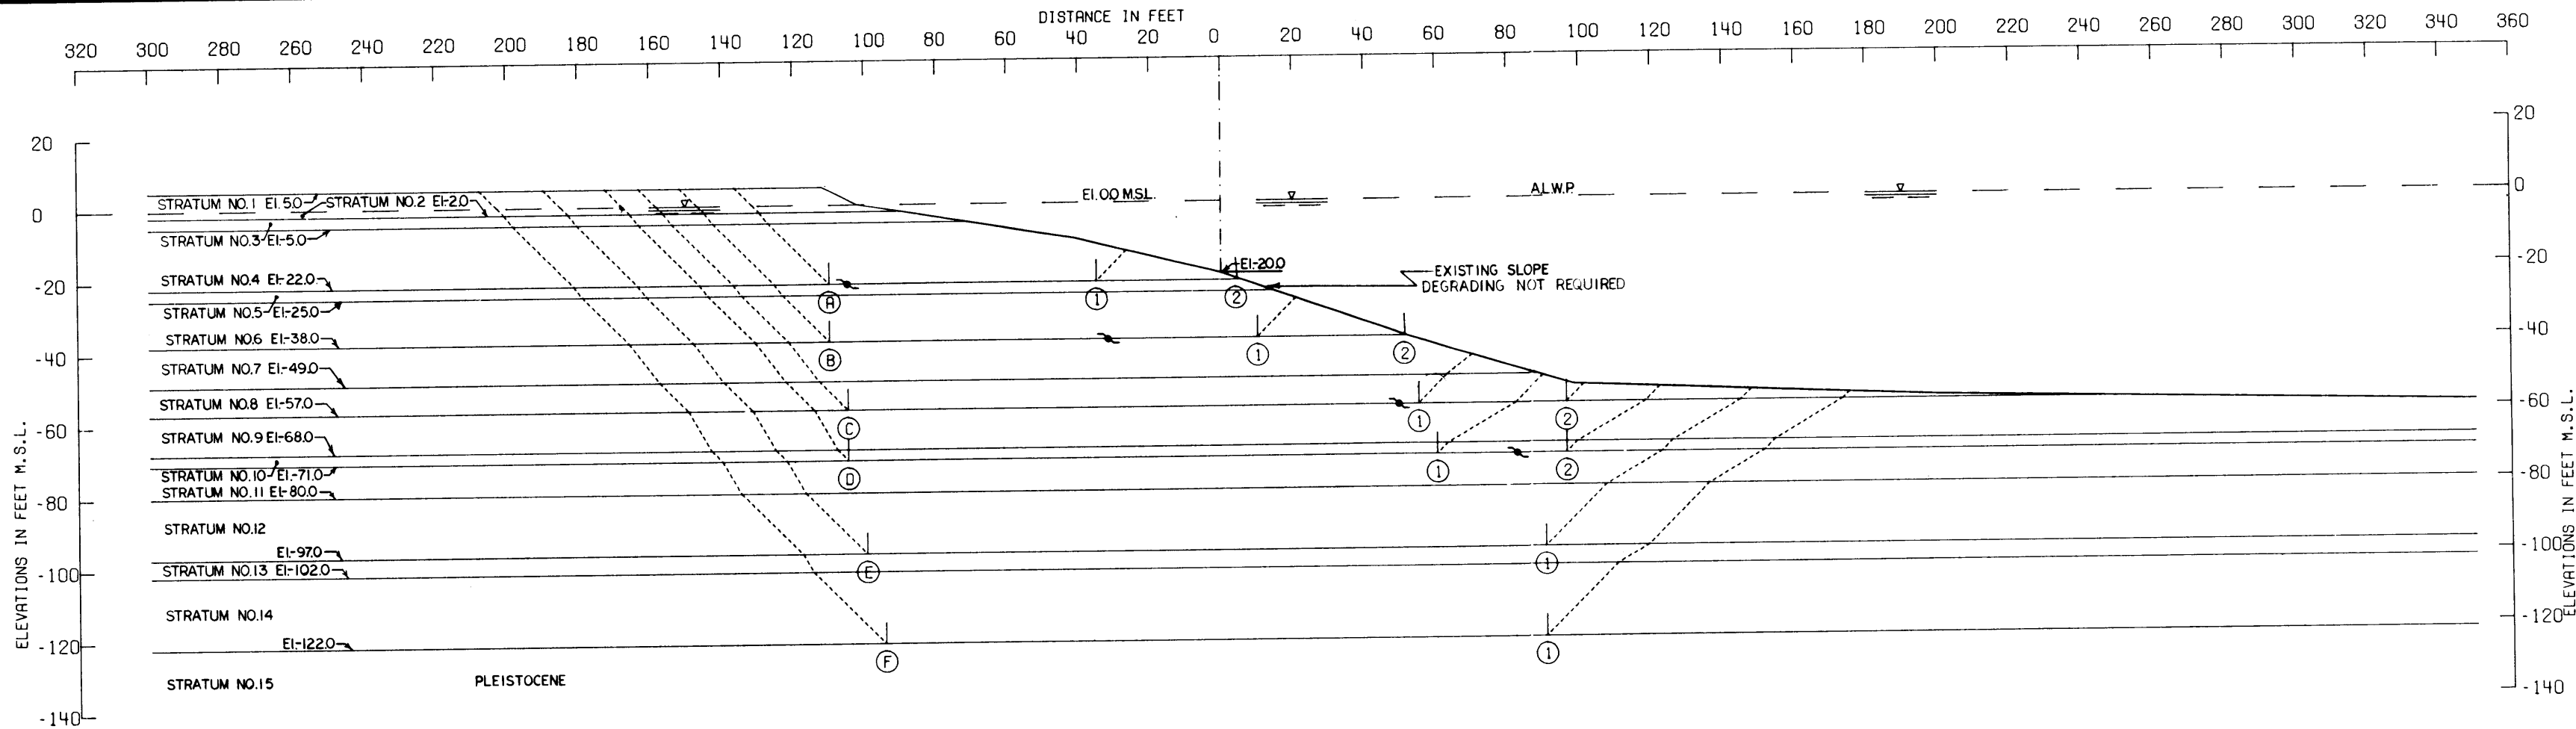 DISTANCE IN FEET
320 300 280 260 240 220 200 180 160 140 120 100 80 60 40 20 0 20 40 60 80 100 120 140 160 180 200 220 240 260 280 300 320 340 360
20
0
-20
-40
-60
-80
-100
-120
-140
ELEVATIONS IN FEET M.S.L.
STRATUM NO.1 El.5.0
STRATUM NO.2 El-2.0
STRATUM NO.3 El.-5.0
STRATUM NO.4 El-22.0
STRATUM NO.5 El-25.0
STRATUM NO.6 El.-38.0
STRATUM NO.7 El.-49.0
STRATUM NO.8 El-57.0
STRATUM NO.9 El-68.0
STRATUM NO.10 El.-71.0
STRATUM NO.11 El-80.0
STRATUM NO.12
El.-97.0
STRATUM NO.13 El-102.0
STRATUM NO.14
El.-122.0
STRATUM NO.15
PLEISTOCENE
El.0.0 M.S.L.
A.L.W.P.
El-20.0
EXISTING SLOPE
DEGRADING NOT REQUIRED
A 1 2
B 1 2
C 1 2
D 1 2
E 1
F 1
20
0
-20
-40
-60
-80
-100
-120
-140
ELEVATIONS IN FEET M.S.L.